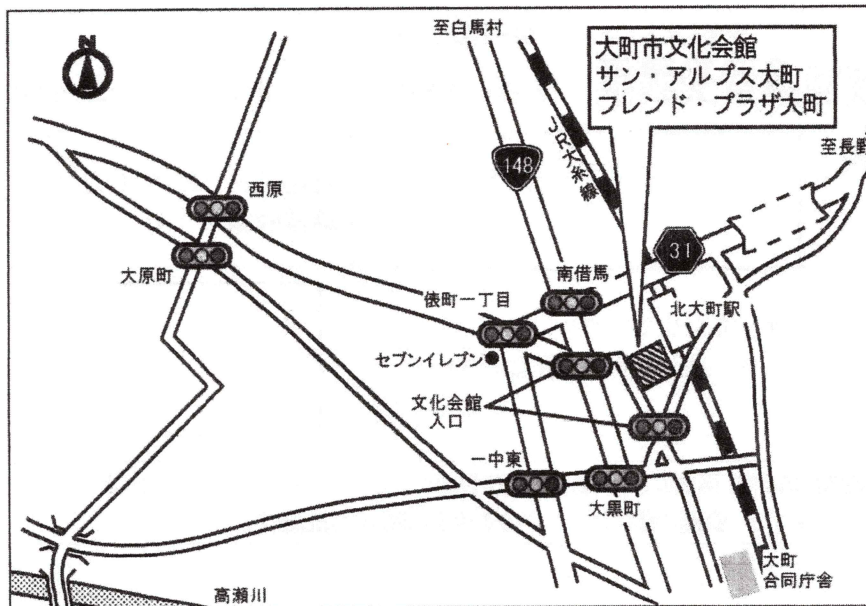 N
至白馬村
大町市文化会館
サン・アルプス大町
フレンド・プラザ大町
JR大糸線
148
至長野
西原
31
大原町
南借馬
俵町一丁目
北大町駅
セブンイレブン
文化会館
入口
一中東
大黒町
大町
合同庁舎
高瀬川